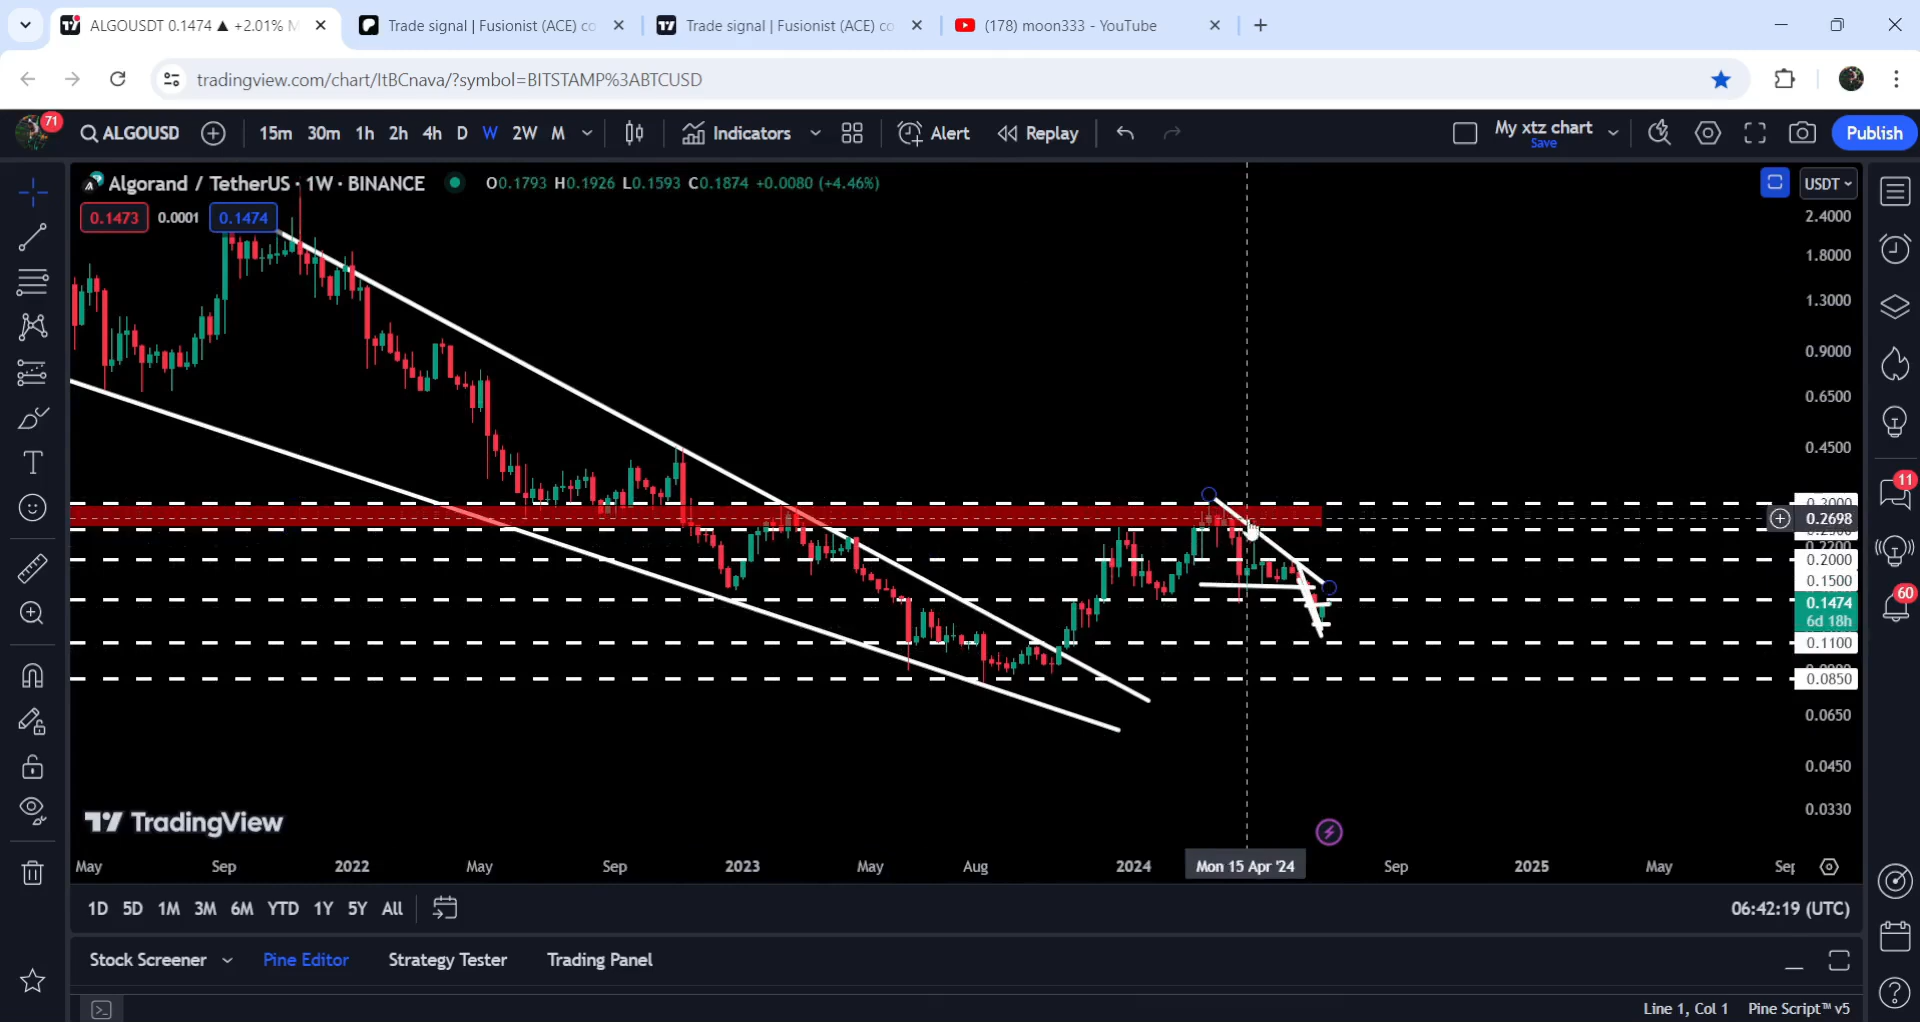 ALGOUSDT 0.1474 ▲ +2.01%
Trade signal | Fusionist (ACE) co
Trade signal | Fusionist (ACE) co
(178) moon333 - YouTube
tradingview.com/chart/ItBCnava/?symbol=BITSTAMP%3ABTCUSD
71
ALGOUSD
15m 30m 1h 2h 4h D W 2W M
Indicators
Alert
Replay
My xtz chart
Save
Publish
Algorand / TetherUS · 1W · BINANCE
O0.1793 H0.1926 L0.1593 C0.1874 +0.0080 (+4.46%)
USDT
0.1473 0.0001 0.1474
2.4000
1.8000
1.3000
0.9000
0.6500
0.4500
0.3000
0.2698
0.2200
0.2000
0.1500
0.1474
6d 18h
0.1100
0.0850
0.0650
0.0450
0.0330
11
60
TradingView
May Sep 2022 May Sep 2023 May Aug 2024 Mon 15 Apr '24 Sep 2025 May Sep
1D 5D 1M 3M 6M YTD 1Y 5Y All
06:42:19 (UTC)
Stock Screener Pine Editor Strategy Tester Trading Panel
Line 1, Col 1 Pine Script™ v5